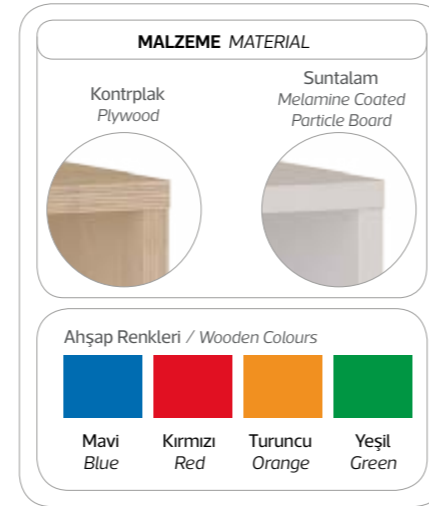 MALZEME MATERIAL
Kontrplak
Plywood
Suntalam
Melamine Coated
Particle Board
Ahşap Renkleri / Wooden Colours
Mavi
Blue
Kırmızı
Red
Turuncu
Orange
Yeşil
Green